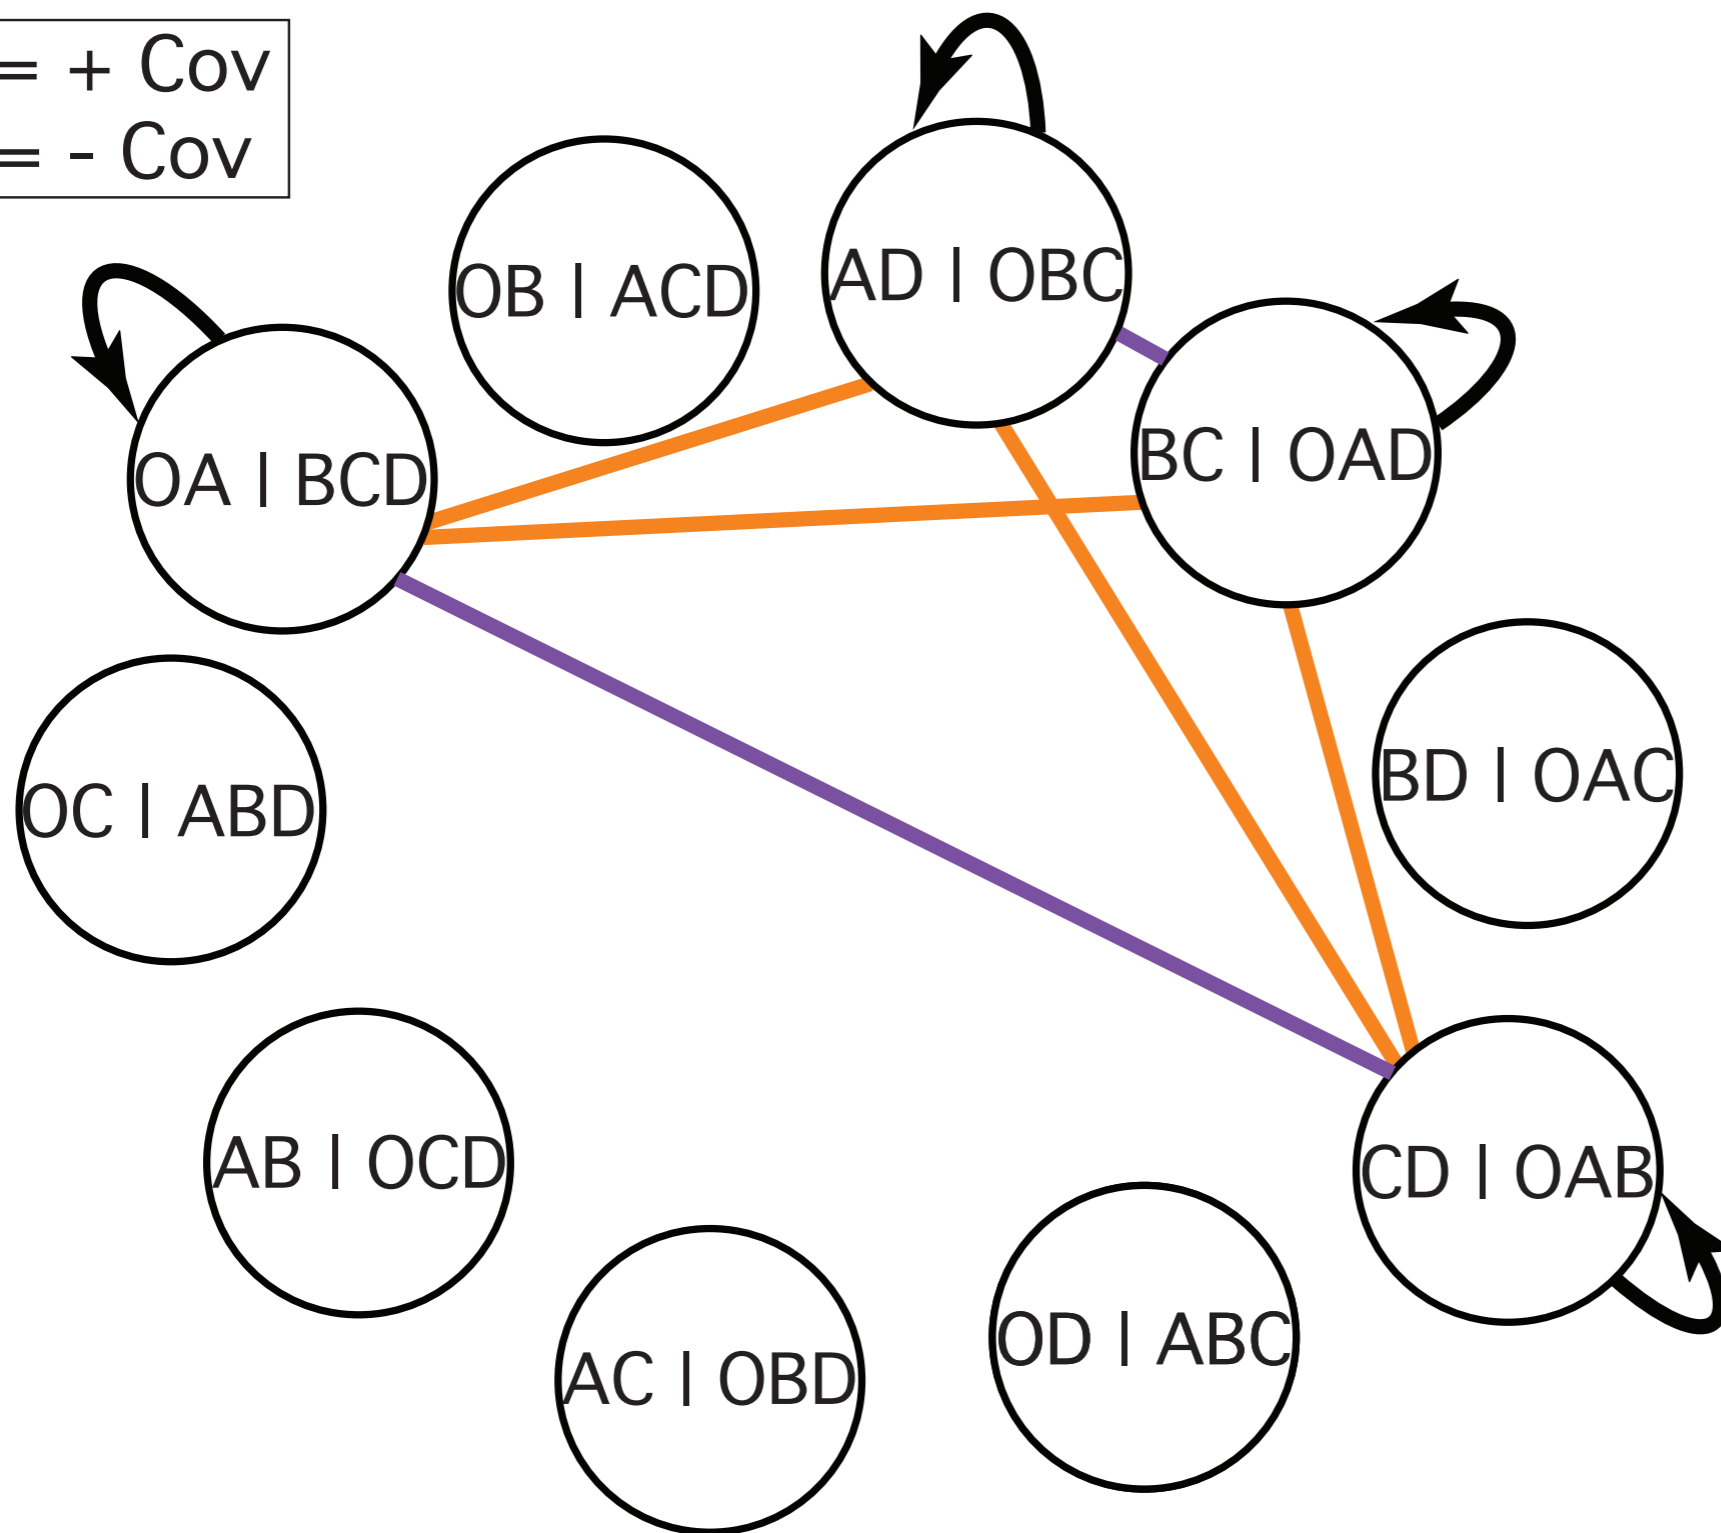 = + Cov
= - Cov
AD | OBC
OB | ACD
BC | OAD
OA | BCD
BD | OAC
OC | ABD
AB | OCD
CD | OAB
OD | ABC
AC | OBD